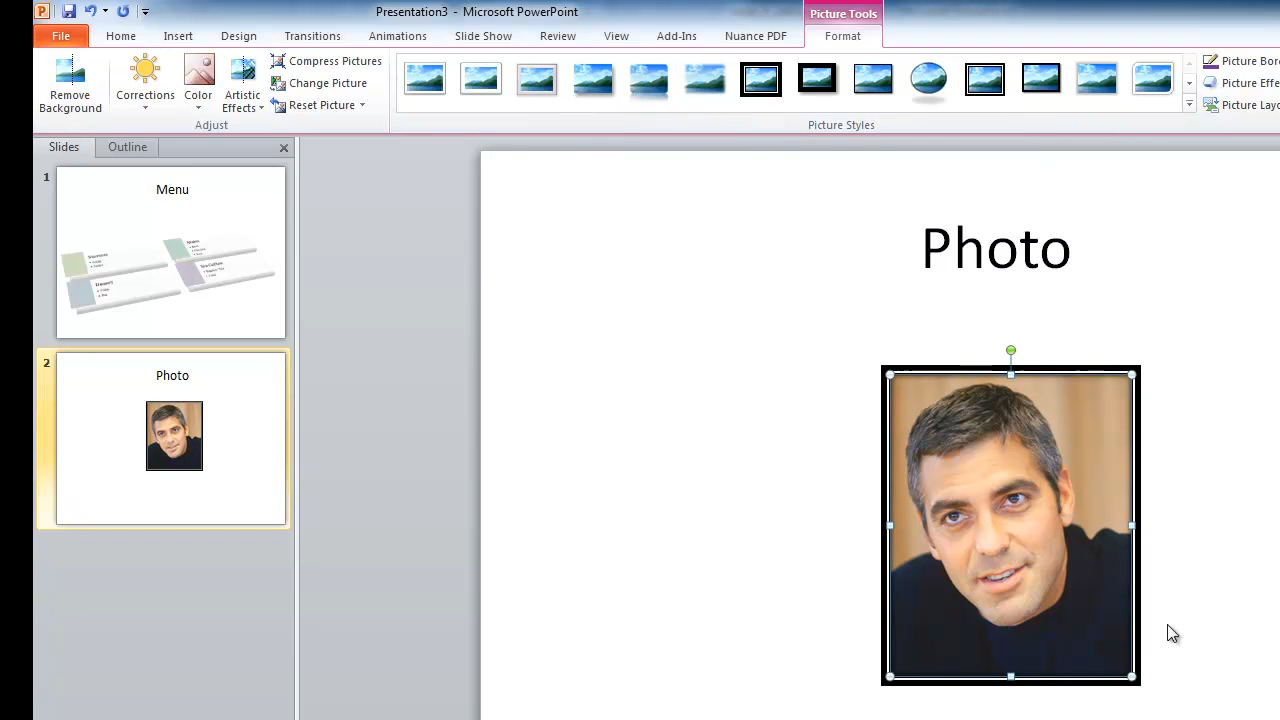 Presentation3 - Microsoft PowerPoint
Picture Tools
File Home Insert Design Transitions Animations Slide Show Review View Add-Ins Nuance PDF Format
Remove Background
Corrections
Color
Artistic Effects
Compress Pictures
Change Picture
Reset Picture
Adjust
Picture Styles
Picture Bor
Picture Effe
Picture Layo
Slides Outline
1
Menu
2
Photo
Photo